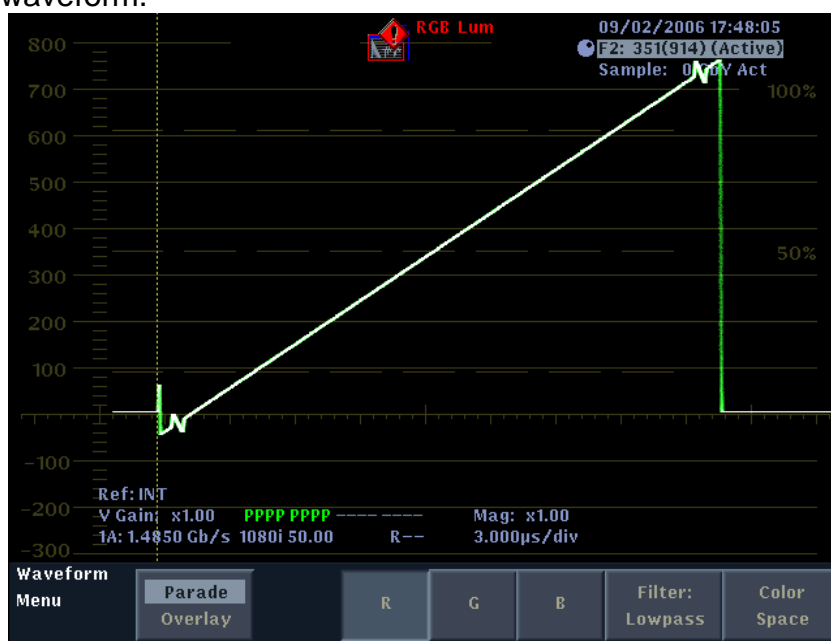 waveform.
RGB Lum
09/02/2006 17:48:05
F2: 351(914) (Active)
Sample: Y Act
800
700
100%
600
500
400
50%
300
200
100
-100
Ref: INT
-200
V Gain: x1.00 PPPP PPPP ---- ---- Mag: x1.00
1A: 1.4850 Gb/s 1080i 50.00 R-- 3.000µs/div
-300
Waveform
Menu
Parade
Overlay
R
G
B
Filter:
Lowpass
Color
Space